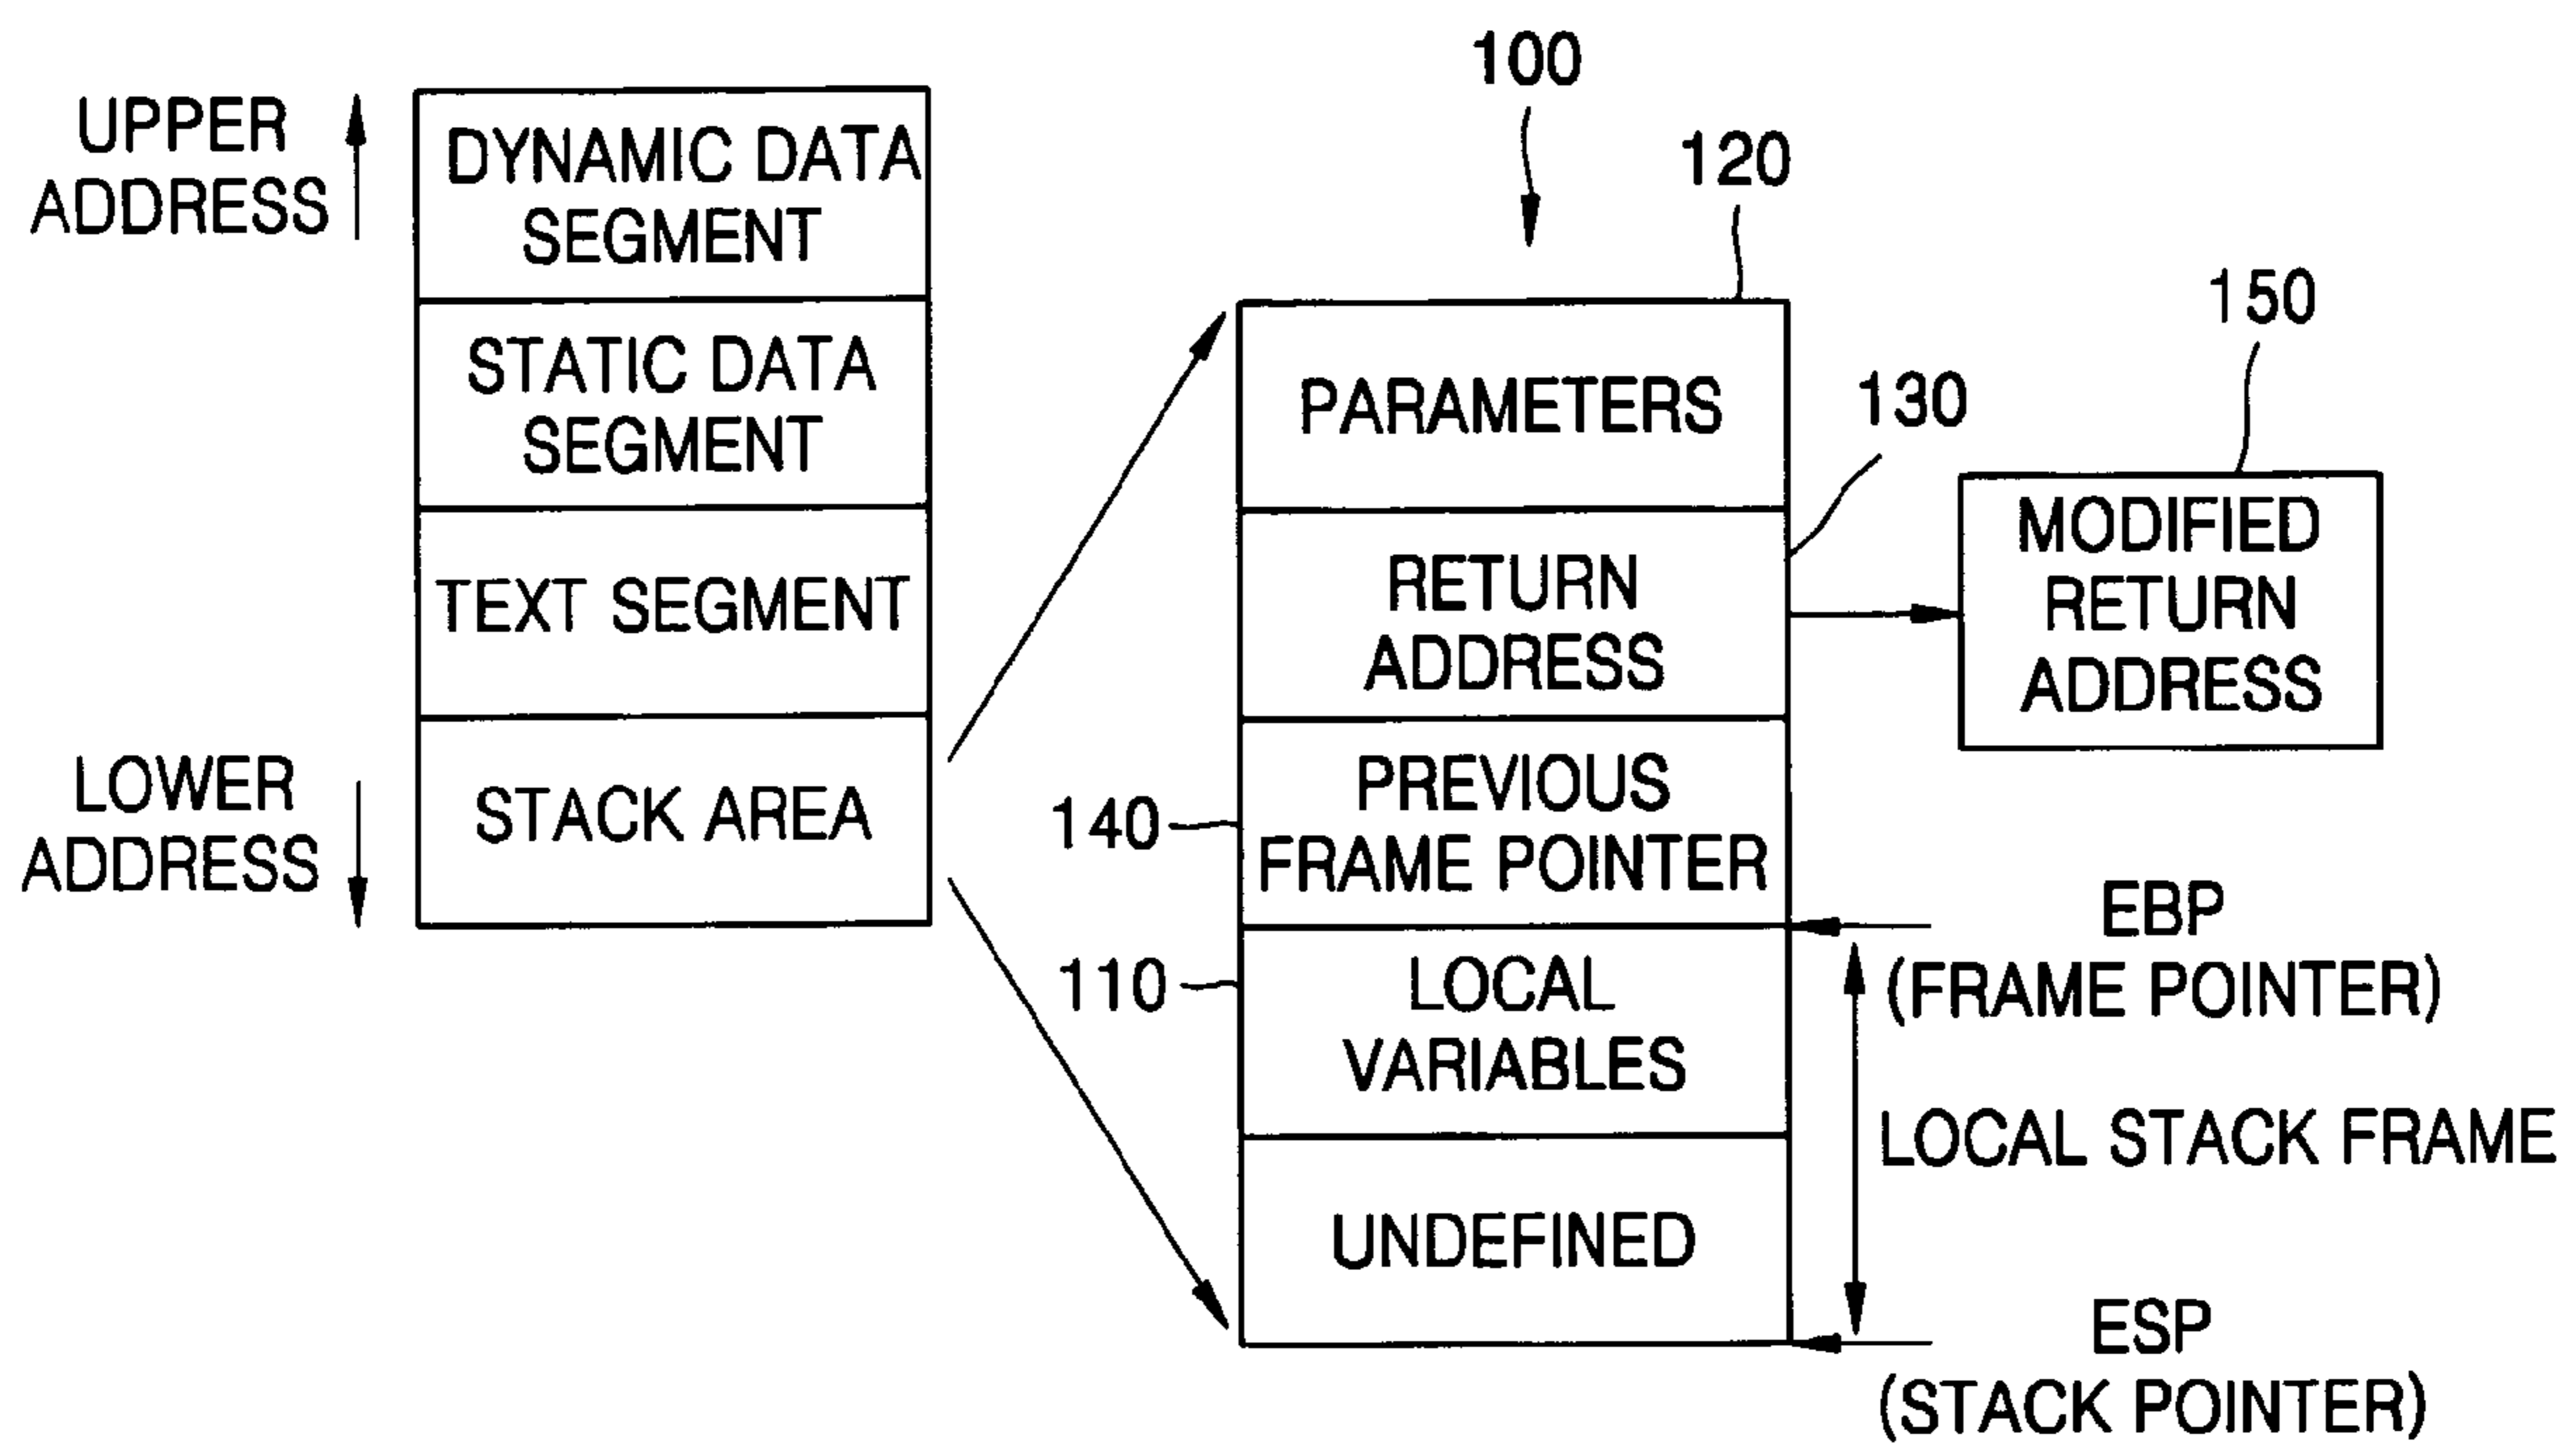 UPPER
ADDRESS
DYNAMIC DATA
SEGMENT
STATIC DATA
SEGMENT
TEXT SEGMENT
LOWER
ADDRESS
STACK AREA
100
120
PARAMETERS
130
RETURN
ADDRESS
150
MODIFIED
RETURN
ADDRESS
140
PREVIOUS
FRAME POINTER
110
LOCAL
VARIABLES
UNDEFINED
EBP
(FRAME POINTER)
LOCAL STACK FRAME
ESP
(STACK POINTER)